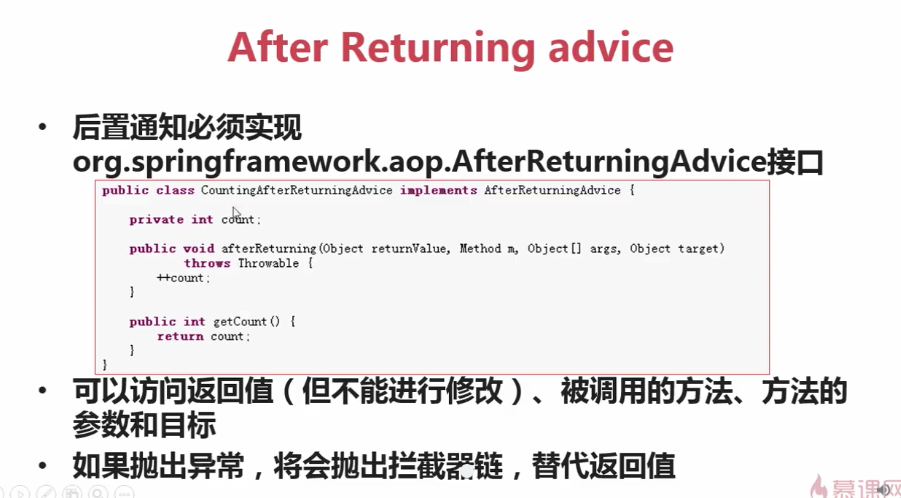 After Returning advice
• 后置通知必须实现
org.springframework.aop.AfterReturningAdvice接口
public class CountingAfterReturningAdvice implements AfterReturningAdvice {
private int count;
public void afterReturning(Object returnValue, Method m, Object[] args, Object target)
throws Throwable {
++count;
}
public int getCount() {
return count;
}
}
• 可以访问返回值（但不能进行修改）、被调用的方法、方法的
参数和目标
• 如果抛出异常，将会抛出拦截器链，替代返回值
慕课网